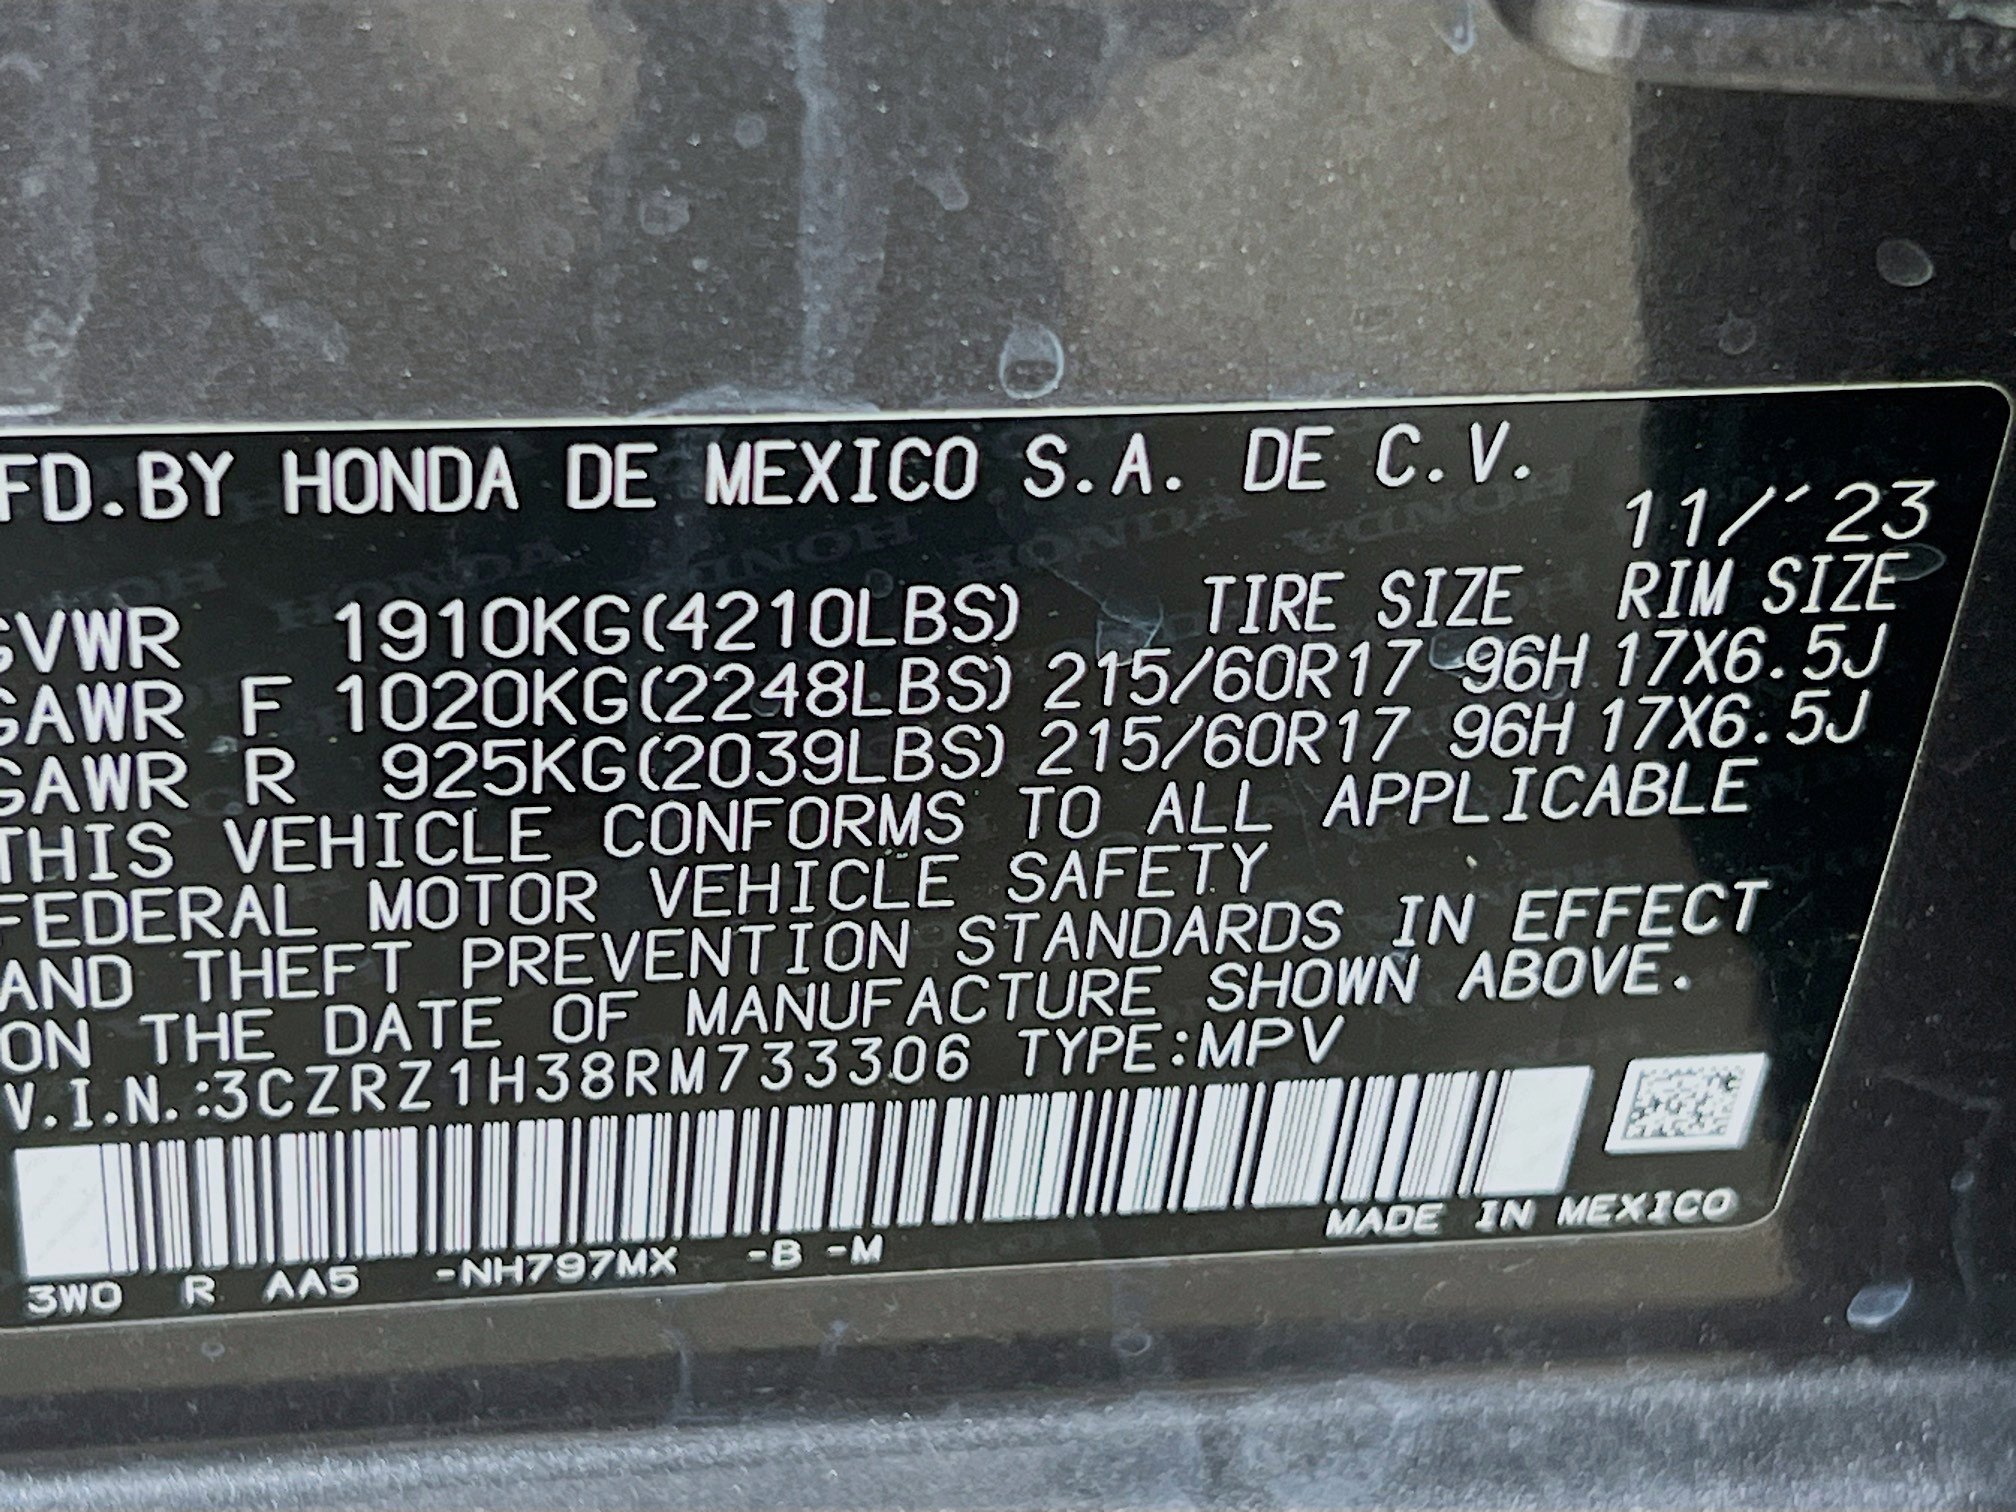 FD.BY HONDA DE MEXICO S.A. DE C.V.
11/'23
GVWR 1910KG(4210LBS) TIRE SIZE RIM SIZE
GAWR F 1020KG(2248LBS) 215/60R17 96H 17X6.5J
GAWR R 925KG(2039LBS) 215/60R17 96H 17X6.5J
THIS VEHICLE CONFORMS TO ALL APPLICABLE
FEDERAL MOTOR VEHICLE SAFETY
AND THEFT PREVENTION STANDARDS IN EFFECT
ON THE DATE OF MANUFACTURE SHOWN ABOVE.
V.I.N.:3CZRZ1H38RM733306 TYPE:MPV
MADE IN MEXICO
3W0 R AA5 -NH797MX -B -M